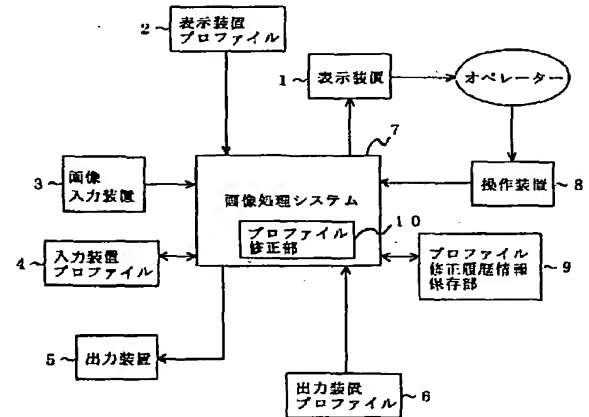 2
表示装置
プロファイル
1
表示装置
オペレーター
7
3
画像
入力装置
画像処理システム
操作装置
8
プロファイル
修正部
10
4
入力装置
プロファイル
プロファイル
修正履歴情報
保存部
9
5
出力装置
出力装置
プロファイル
6